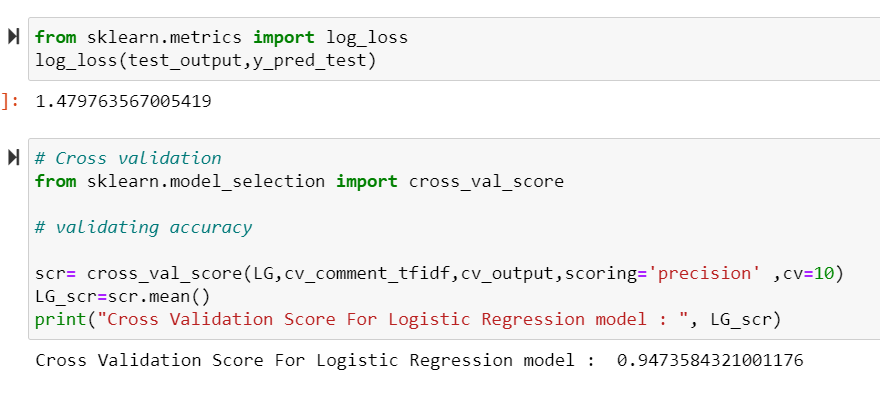 from sklearn.metrics import log_loss
log_loss(test_output,y_pred_test)
]: 1.479763567005419
# Cross validation
from sklearn.model_selection import cross_val_score
# validating accuracy
scr= cross_val_score(LG,cv_comment_tfidf,cv_output,scoring='precision' ,cv=10)
LG_scr=scr.mean()
print("Cross Validation Score For Logistic Regression model : ", LG_scr)
Cross Validation Score For Logistic Regression model :  0.9473584321001176